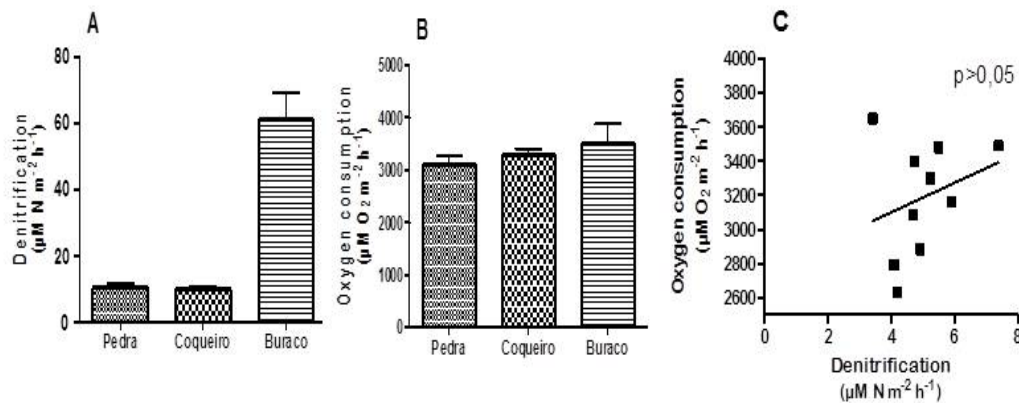 A
Denitrification
(µM N m⁻² h⁻¹)
80
60
40
20
0
Pedra Coqueiro Buraco
B
Oxygen consumption
(µM O₂ m⁻² h⁻¹)
5000
4000
3000
2000
1000
0
Pedra Coqueiro Buraco
C
Oxygen consumption
(µM O₂ m⁻² h⁻¹)
4000
3800
3600
3400
3200
3000
2800
2600
p>0,05
0 2 4 6 8
Denitrification
(µM N m⁻² h⁻¹)